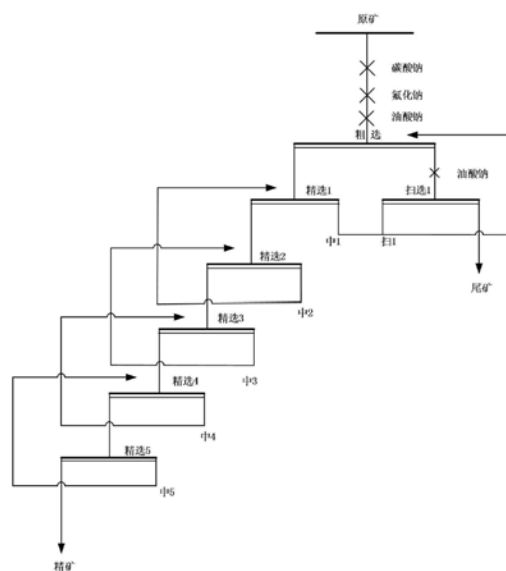 原矿
碳酸钠
氟化钠
油酸钠
粗选
油酸钠
精选1
扫选1
中1
扫1
精选2
尾矿
中2
精选3
中3
精选4
中4
精选5
中5
精矿